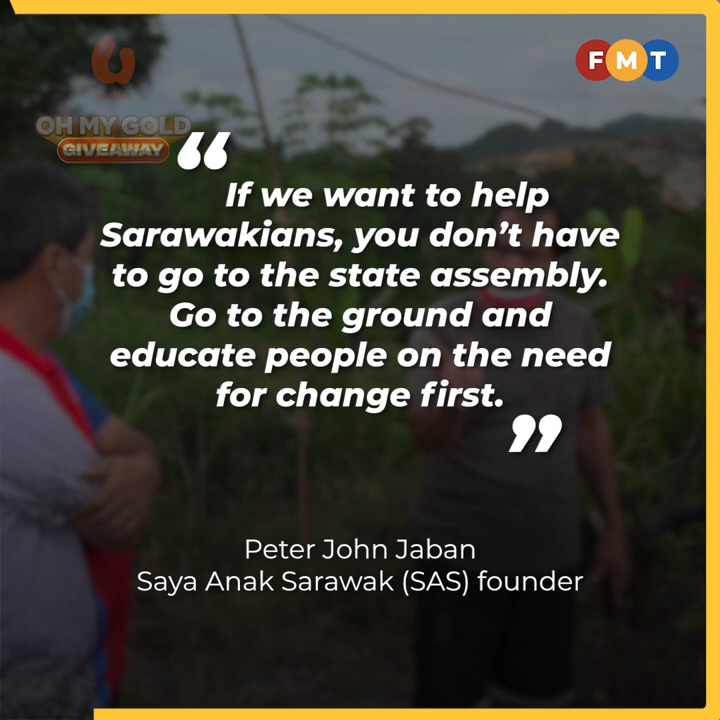 FMT
OH MY GOLD
GIVEAWAY
“
If we want to help
Sarawakians, you don’t have
to go to the state assembly.
Go to the ground and
educate people on the need
for change first.
”
Peter John Jaban
Saya Anak Sarawak (SAS) founder